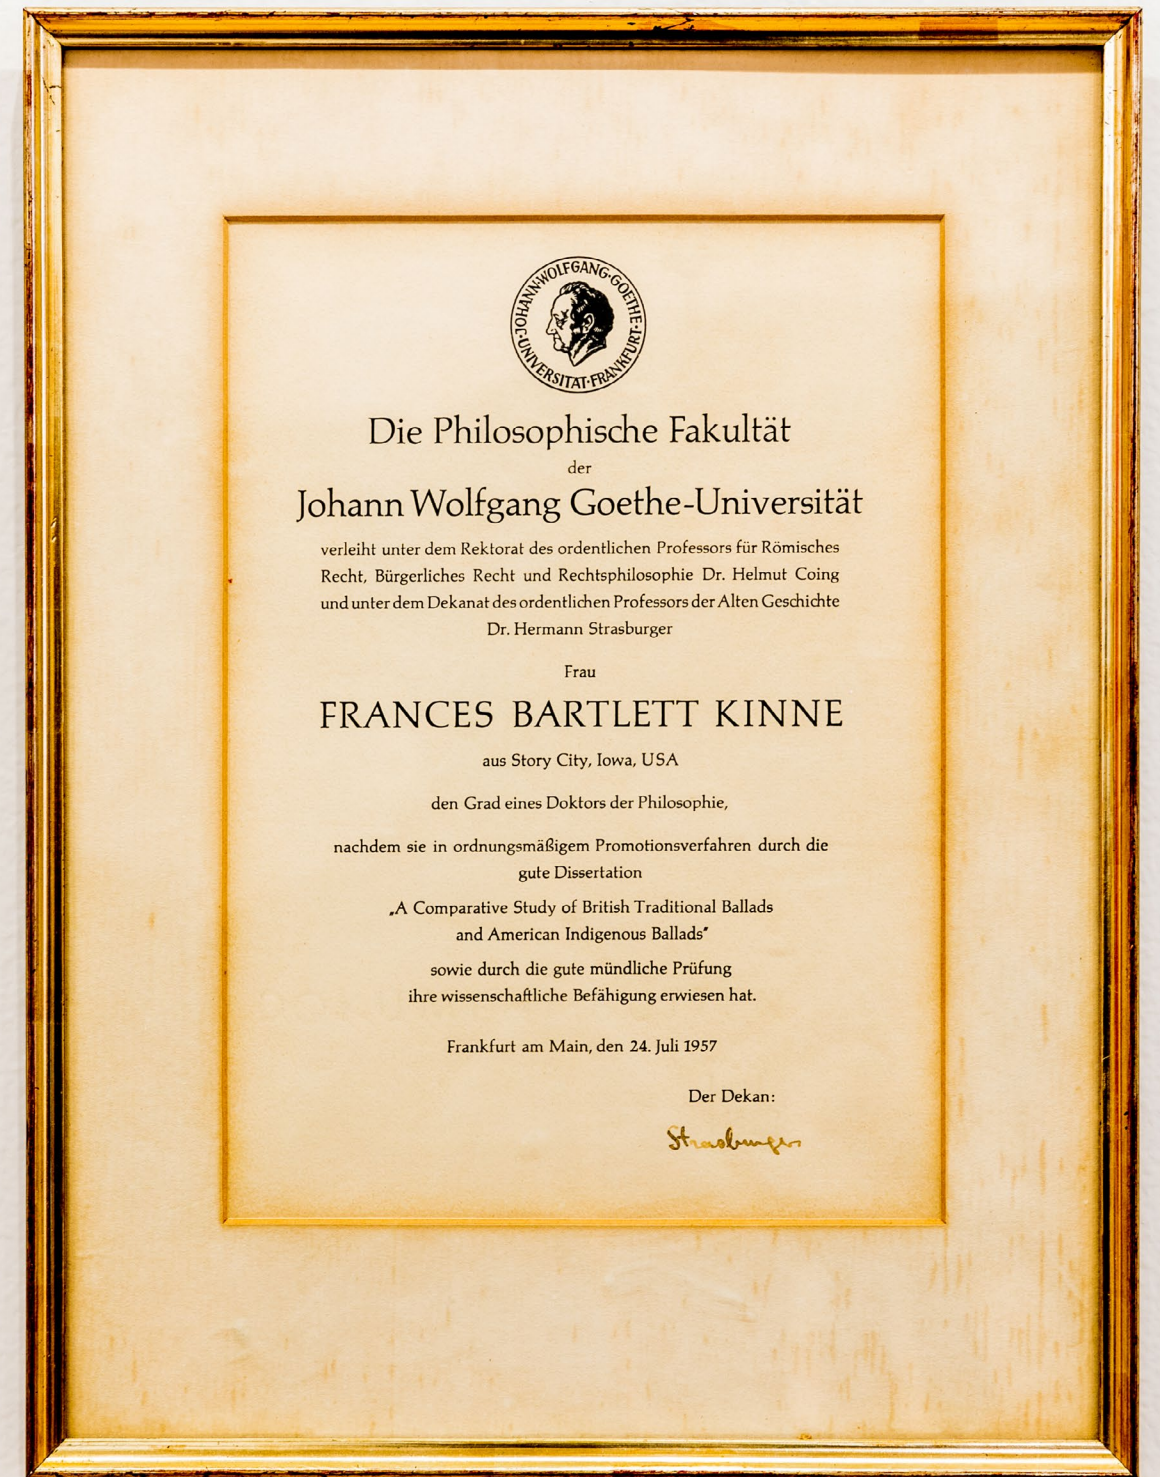 JOHANN·WOLFGANG·GOETHE·UNIVERSITÄT·FRANKFURT·
Die Philosophische Fakultät
der
Johann Wolfgang Goethe-Universität
verleiht unter dem Rektorat des ordentlichen Professors für Römisches
Recht, Bürgerliches Recht und Rechtsphilosophie Dr. Helmut Coing
und unter dem Dekanat des ordentlichen Professors der Alten Geschichte
Dr. Hermann Strasburger
Frau
FRANCES BARTLETT KINNE
aus Story City, Iowa, USA
den Grad eines Doktors der Philosophie,
nachdem sie in ordnungsmäßigem Promotionsverfahren durch die
gute Dissertation
„A Comparative Study of British Traditional Ballads
and American Indigenous Ballads"
sowie durch die gute mündliche Prüfung
ihre wissenschaftliche Befähigung erwiesen hat.
Frankfurt am Main, den 24. Juli 1957
Der Dekan:
Strasburger